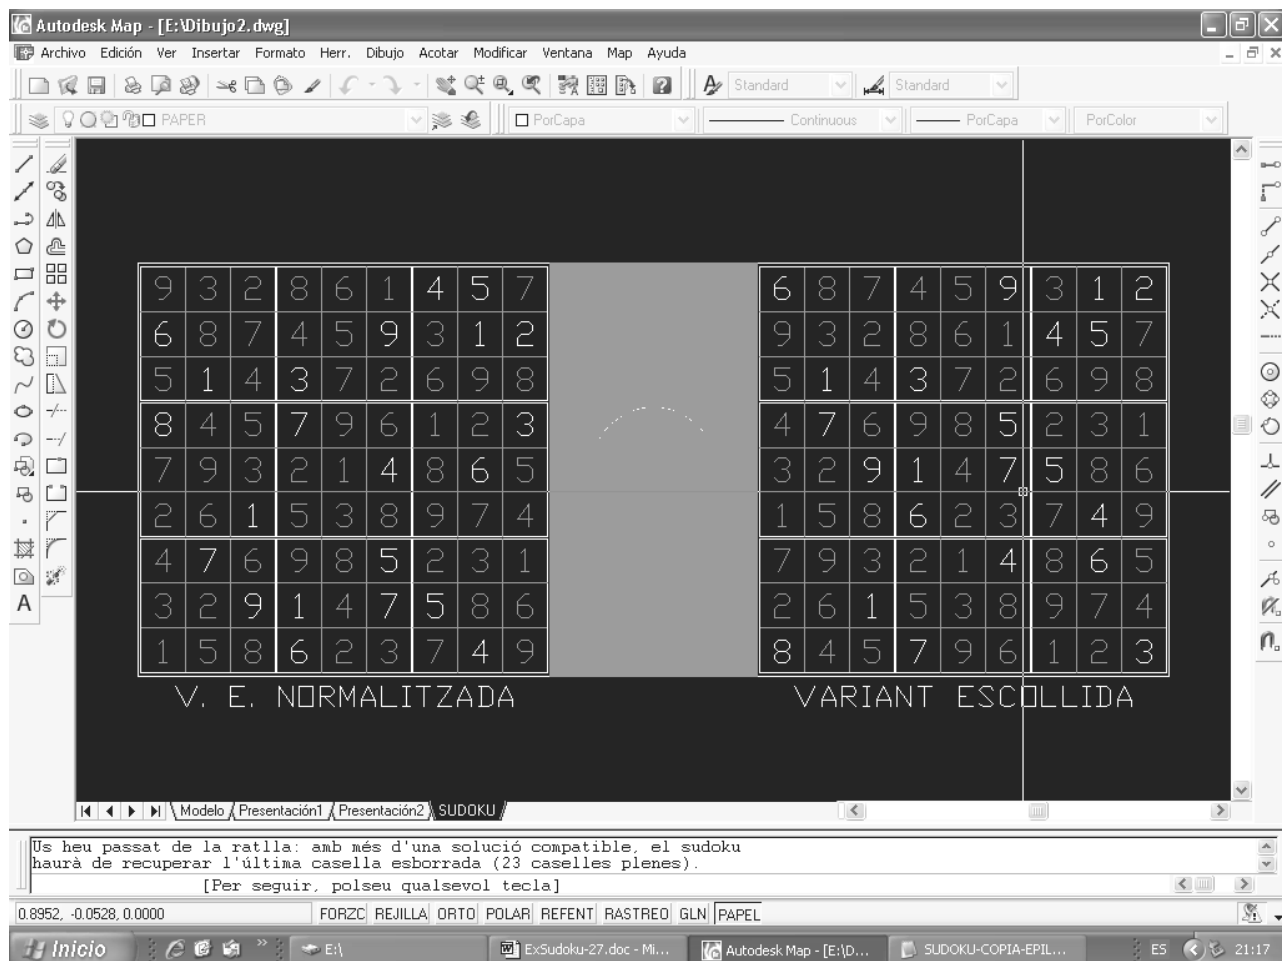 Autodesk Map - [E:\Dibujo2.dwg]
Archivo Edición Ver Insertar Formato Herr. Dibujo Acotar Modificar Ventana Map Ayuda
Standard Standard
PAPER PorCapa Continuous PorCapa PorColor
9 3 2 8 6 1 4 5 7 6 8 7 4 5 9 3 1 2
6 8 7 4 5 9 3 1 2 9 3 2 8 6 1 4 5 7
5 1 4 3 7 2 6 9 8 5 1 4 3 7 2 6 9 8
8 4 5 7 9 6 1 2 3 4 7 6 9 8 5 2 3 1
7 9 3 2 1 4 8 6 5 3 2 9 1 4 7 5 8 6
2 6 1 5 3 8 9 7 4 1 5 8 6 2 3 7 4 9
4 7 6 9 8 5 2 3 1 7 9 3 2 1 4 8 6 5
3 2 9 1 4 7 5 8 6 2 6 1 5 3 8 9 7 4
1 5 8 6 2 3 7 4 9 8 4 5 7 9 6 1 2 3
V. E. NORMALITZADA VARIANT ESCOLLIDA
Modelo Presentación1 Presentación2 SUDOKU
Us heu passat de la ratlla: amb més d'una solució compatible, el sudoku
haurà de recuperar l'última casella esborrada (23 caselles plenes).
[Per seguir, polseu qualsevol tecla]
0.8952, -0.0528, 0.0000 FORZC REJILLA ORTO POLAR REFENT RASTREO GLN PAPEL
Inicio E:\ ExSudoku-27.doc - Mi... Autodesk Map - [E:\D... SUDOKU-COPIA-EPIL... ES 21:17